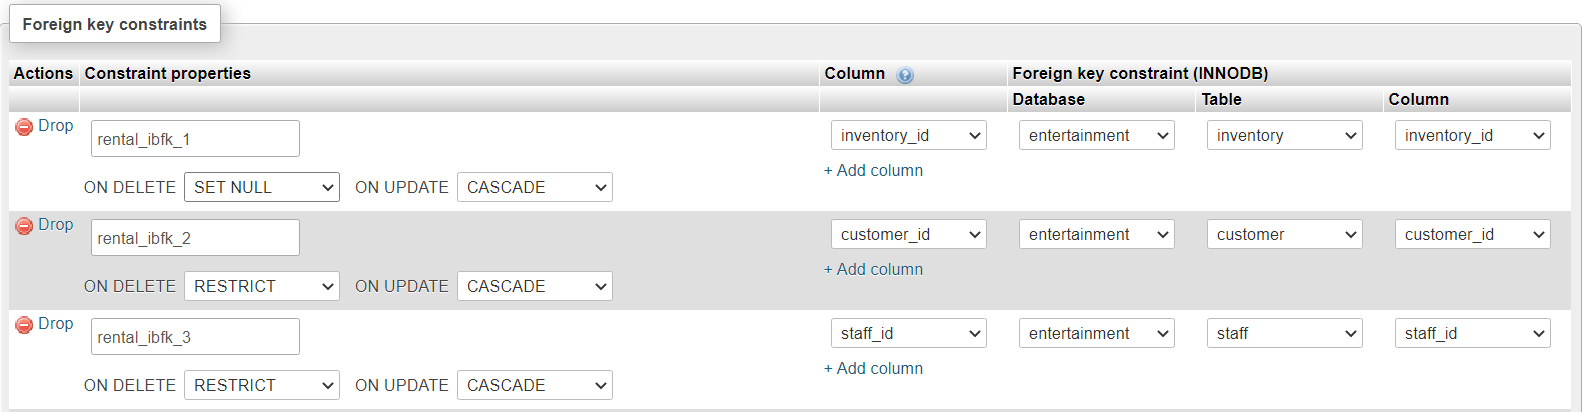 Foreign key constraints
Actions Constraint properties Column Foreign key constraint (INNODB)
Database Table Column
Drop rental_ibfk_1 inventory_id entertainment inventory inventory_id
+ Add column
ON DELETE SET NULL ON UPDATE CASCADE
Drop rental_ibfk_2 customer_id entertainment customer customer_id
+ Add column
ON DELETE RESTRICT ON UPDATE CASCADE
Drop rental_ibfk_3 staff_id entertainment staff staff_id
+ Add column
ON DELETE RESTRICT ON UPDATE CASCADE